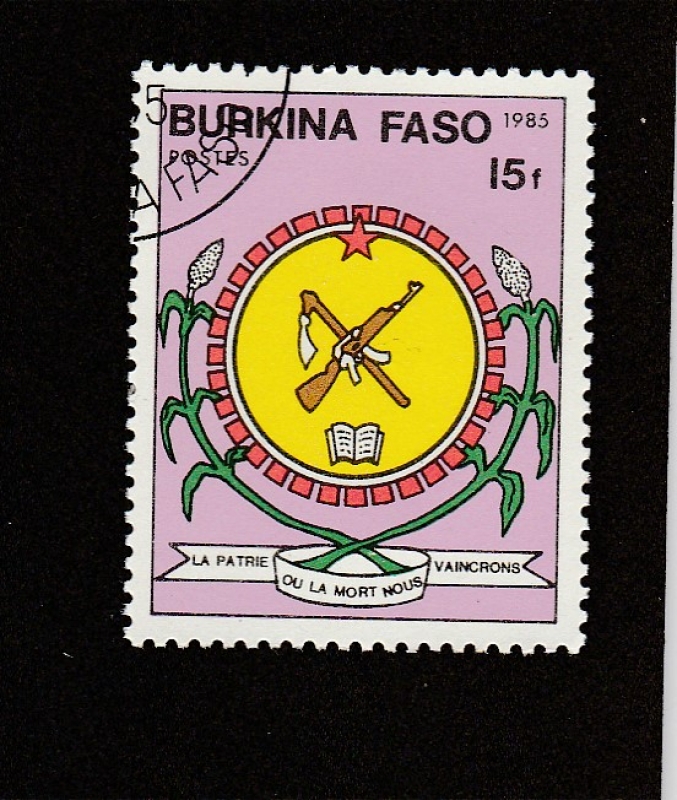 BURKINA FASO 1985
POSTES
15f
LA PATRIE OU LA MORT NOUS VAINCRONS